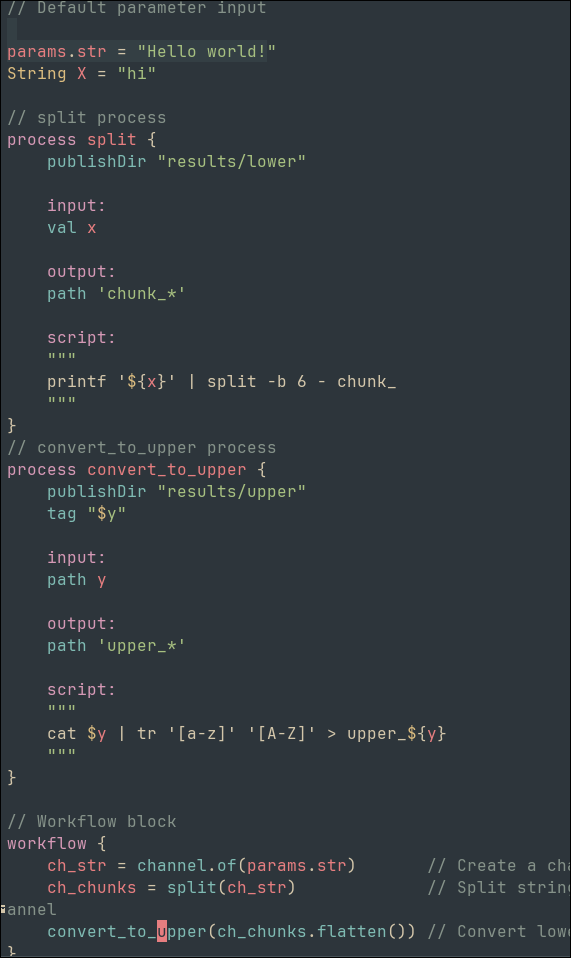 // Default parameter input
params.str = "Hello world!"
String X = "hi"
// split process
process split {
    publishDir "results/lower"
    input:
    val x
    output:
    path 'chunk_*'
    script:
    """
    printf '${x}' | split -b 6 - chunk_
    """
}
// convert_to_upper process
process convert_to_upper {
    publishDir "results/upper"
    tag "$y"
    input:
    path y
    output:
    path 'upper_*'
    script:
    """
    cat $y | tr '[a-z]' '[A-Z]' > upper_${y}
    """
}
// Workflow block
workflow {
    ch_str = channel.of(params.str)       // Create a cha
    ch_chunks = split(ch_str)             // Split string
annel
    convert_to_upper(ch_chunks.flatten()) // Convert lowe
}